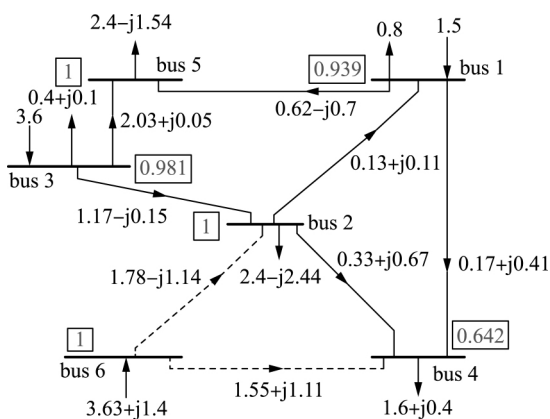 2.4−j1.54
0.8
1.5
1
bus 5
0.939
bus 1
0.4+j0.1
3.6
2.03+j0.05
0.62−j0.7
0.13+j0.11
0.981
bus 3
1.17−j0.15
1
bus 2
1.78−j1.14
2.4−j2.44
0.33+j0.67
0.17+j0.41
1
0.642
bus 6
bus 4
1.55+j1.11
3.63+j1.4
1.6+j0.4